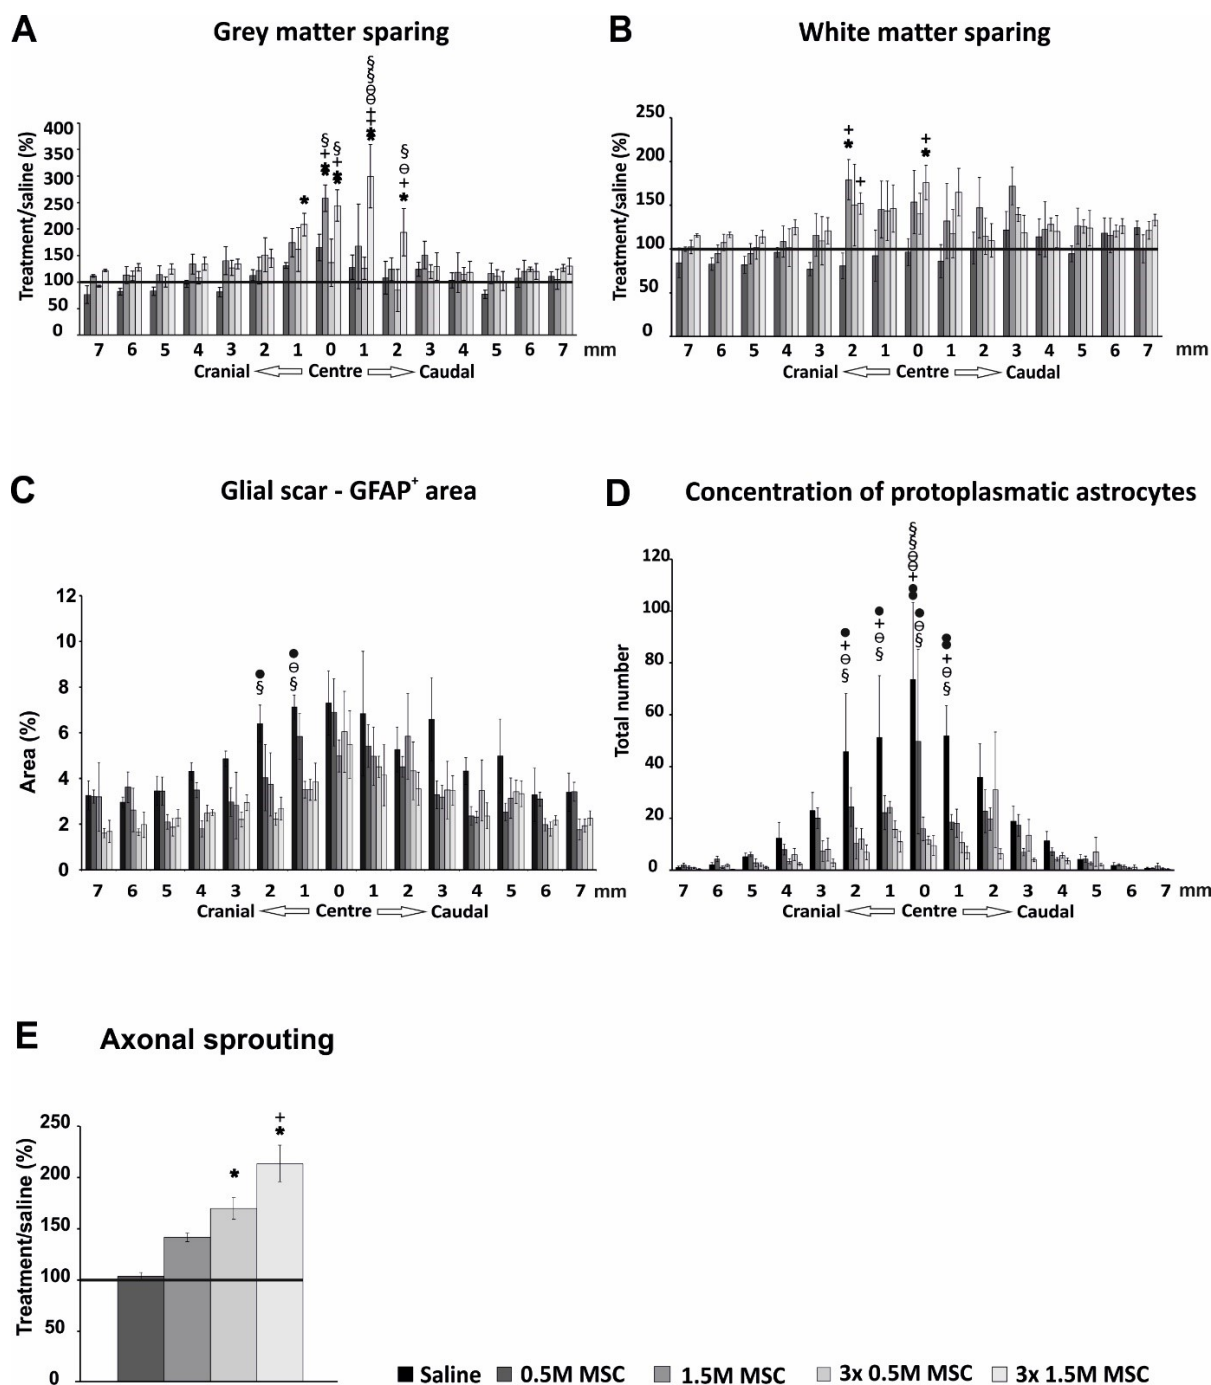 A
Grey matter sparing
§
§
ɵ
ɵ
+
+
**
§
+
**
§
+
**
*
§
ɵ
+
*
Treatment/saline (%)
400
350
300
250
200
150
100
50
0
7 6 5 4 3 2 1 0 1 2 3 4 5 6 7 mm
Cranial Centre Caudal
B
White matter sparing
+
*
+
+
*
Treatment/saline (%)
250
200
150
100
50
0
7 6 5 4 3 2 1 0 1 2 3 4 5 6 7 mm
Cranial Centre Caudal
C
Glial scar - GFAP⁺ area
●
§
●
ɵ
§
Area (%)
12
10
8
6
4
2
0
7 6 5 4 3 2 1 0 1 2 3 4 5 6 7 mm
Cranial Centre Caudal
D
Concentration of protoplasmatic astrocytes
●
+
ɵ
§
●
+
ɵ
§
§
§
ɵ
ɵ
+
●
●
●
ɵ
§
●
●
+
ɵ
§
Total number
120
100
80
60
40
20
0
7 6 5 4 3 2 1 0 1 2 3 4 5 6 7 mm
Cranial Centre Caudal
E
Axonal sprouting
*
+
*
Treatment/saline (%)
250
200
150
100
50
0
Saline 0.5M MSC 1.5M MSC 3x 0.5M MSC 3x 1.5M MSC